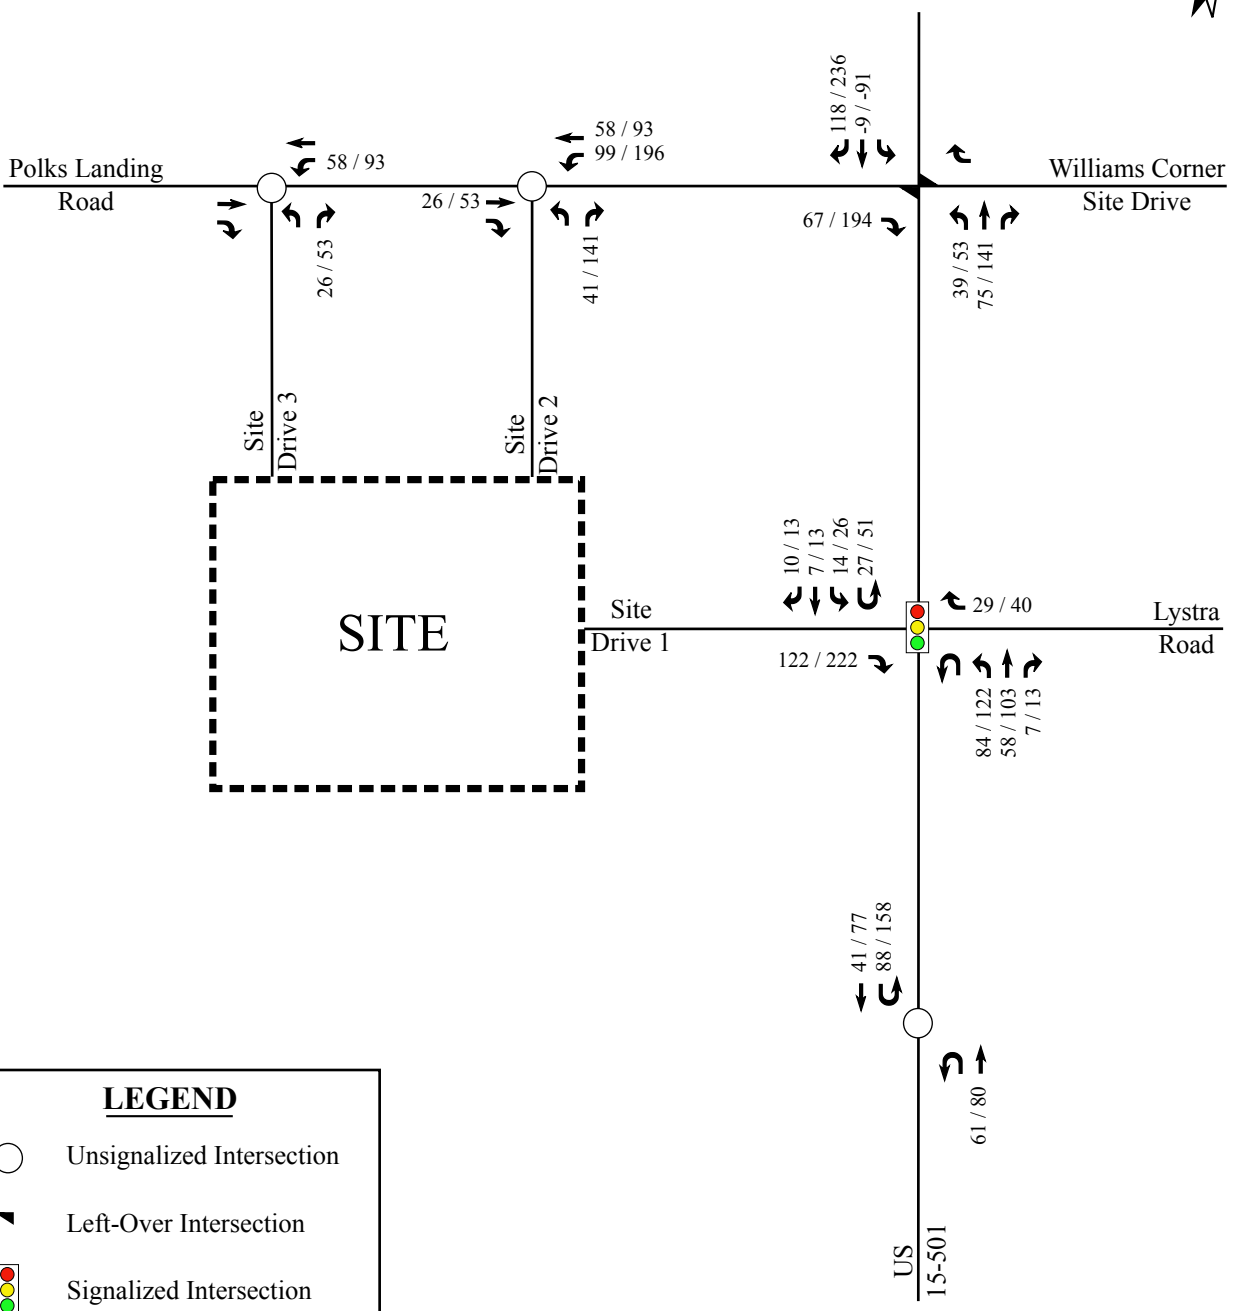 118 / 236
-9 / -91
58 / 93
99 / 196
58 / 93
Polks Landing
Road
Williams Corner
Site Drive
26 / 53
67 / 194
26 / 53
41 / 141
39 / 53
75 / 141
Site
Drive 3
Site
Drive 2
10 / 13
7 / 13
14 / 26
27 / 51
SITE
Site
Drive 1
29 / 40
Lystra
Road
122 / 222
84 / 122
58 / 103
7 / 13
41 / 77
88 / 158
61 / 80
US
15-501
LEGEND
Unsignalized Intersection
Left-Over Intersection
Signalized Intersection